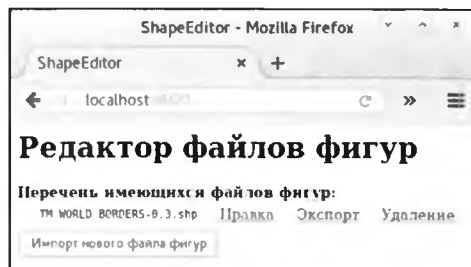 ShapeEditor - Mozilla Firefox
ShapeEditor × +
localhost »
Редактор файлов фигур
Перечень имеющихся файлов фигур:
TM WORLD BORDERS-0.3.shp Правка Экспорт Удаление
Импорт нового файла фигур